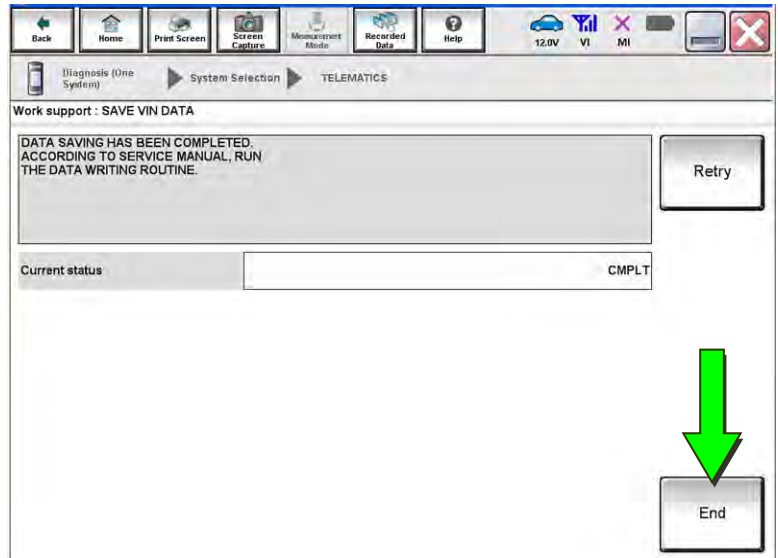 Back
Home
Print Screen
Screen
Capture
Measurement
Mode
Recorded
Data
Help
12.0V
VI
MI
Diagnosis (One
System)
System Selection
TELEMATICS
Work support : SAVE VIN DATA
DATA SAVING HAS BEEN COMPLETED.
ACCORDING TO SERVICE MANUAL, RUN
THE DATA WRITING ROUTINE.
Retry
Current status
CMPLT
End